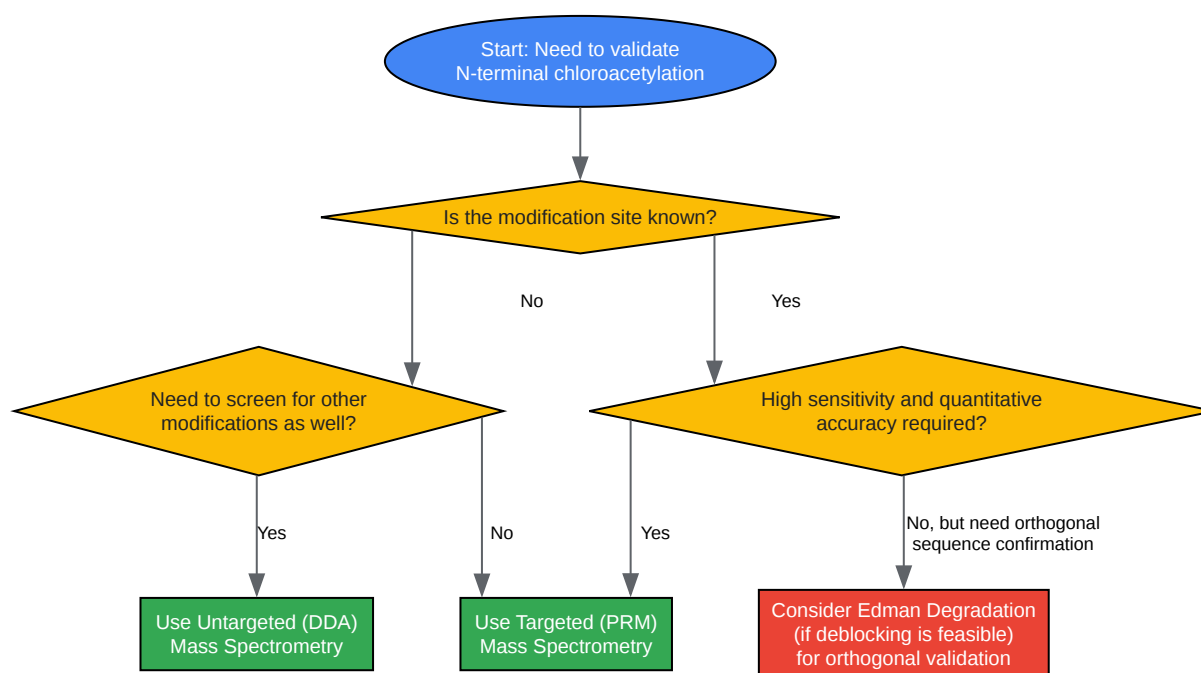 Start: Need to validate
N-terminal chloroacetylation
Is the modification site known?
No
Yes
Need to screen for other
modifications as well?
High sensitivity and quantitative
accuracy required?
Yes
No
Yes
No, but need orthogonal
sequence confirmation
Use Untargeted (DDA)
Mass Spectrometry
Use Targeted (PRM)
Mass Spectrometry
Consider Edman Degradation
(if deblocking is feasible)
for orthogonal validation